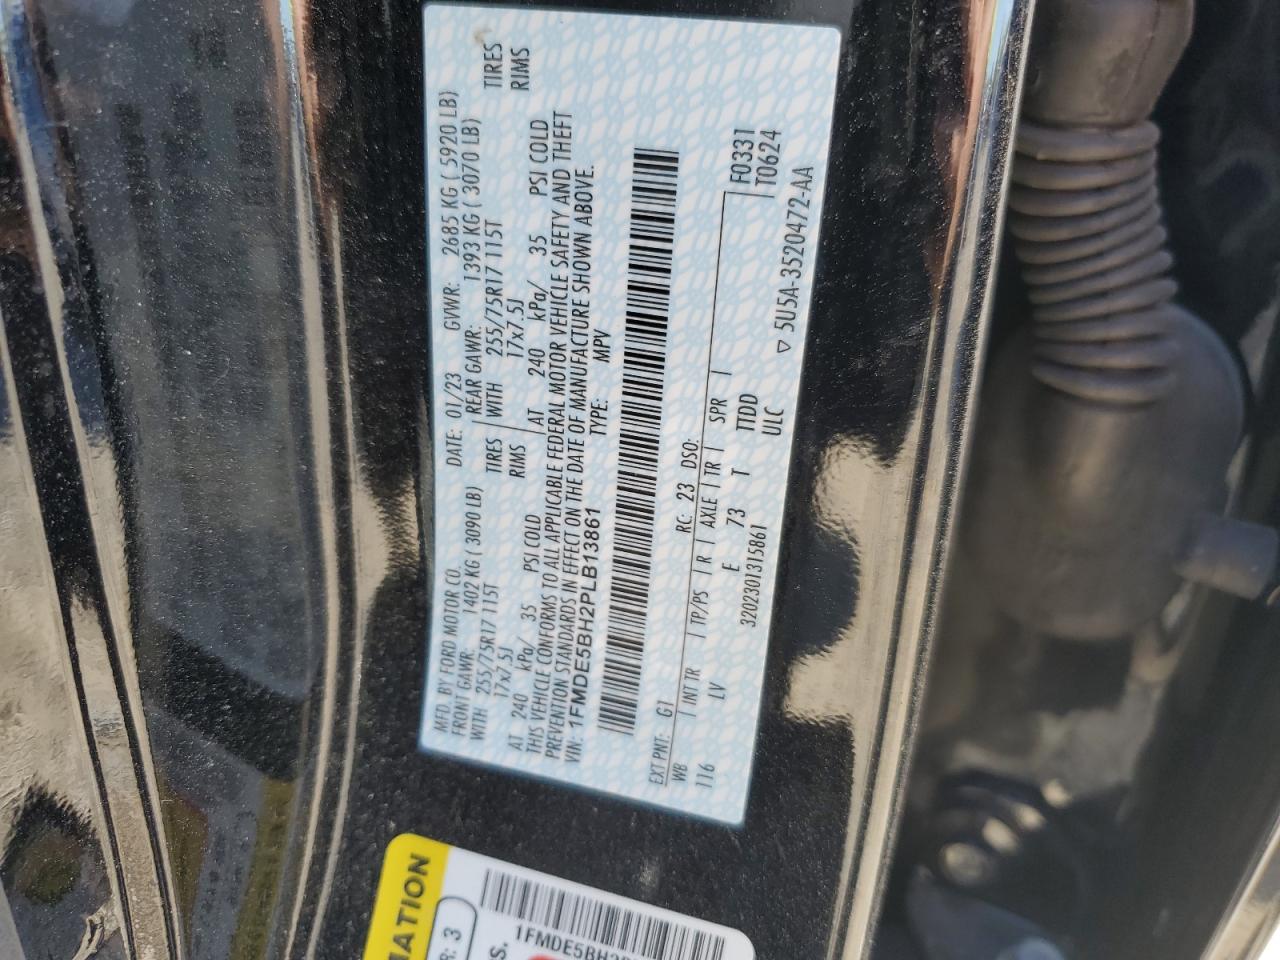 MFD. BY FORD MOTOR CO. DATE: 01/23 GVWR: 2685 KG ( 5920 LB)
FRONT GAWR: 1402 KG ( 3090 LB) REAR GAWR: 1393 KG ( 3070 LB)
WITH 255/75R17 115T TIRES WITH 255/75R17 115T TIRES
17x7.5J RIMS 17x7.5J RIMS
AT 240 kPa/ 35 PSI COLD AT 240 kPa/ 35 PSI COLD
THIS VEHICLE CONFORMS TO ALL APPLICABLE FEDERAL MOTOR VEHICLE SAFETY AND THEFT
PREVENTION STANDARDS IN EFFECT ON THE DATE OF MANUFACTURE SHOWN ABOVE.
VIN: 1FMDE5BH2PLB13861 TYPE: MPV
EXT PNT: G1 RC: 23 DSO: F0331
WB INT TR TP/PS R AXLE TR SPR T0624
116 LV E 73 T TTDD
ULC
3202301315861 5U5A-3520472-AA
MATION
R: 3
S.
1FMDE5BH2